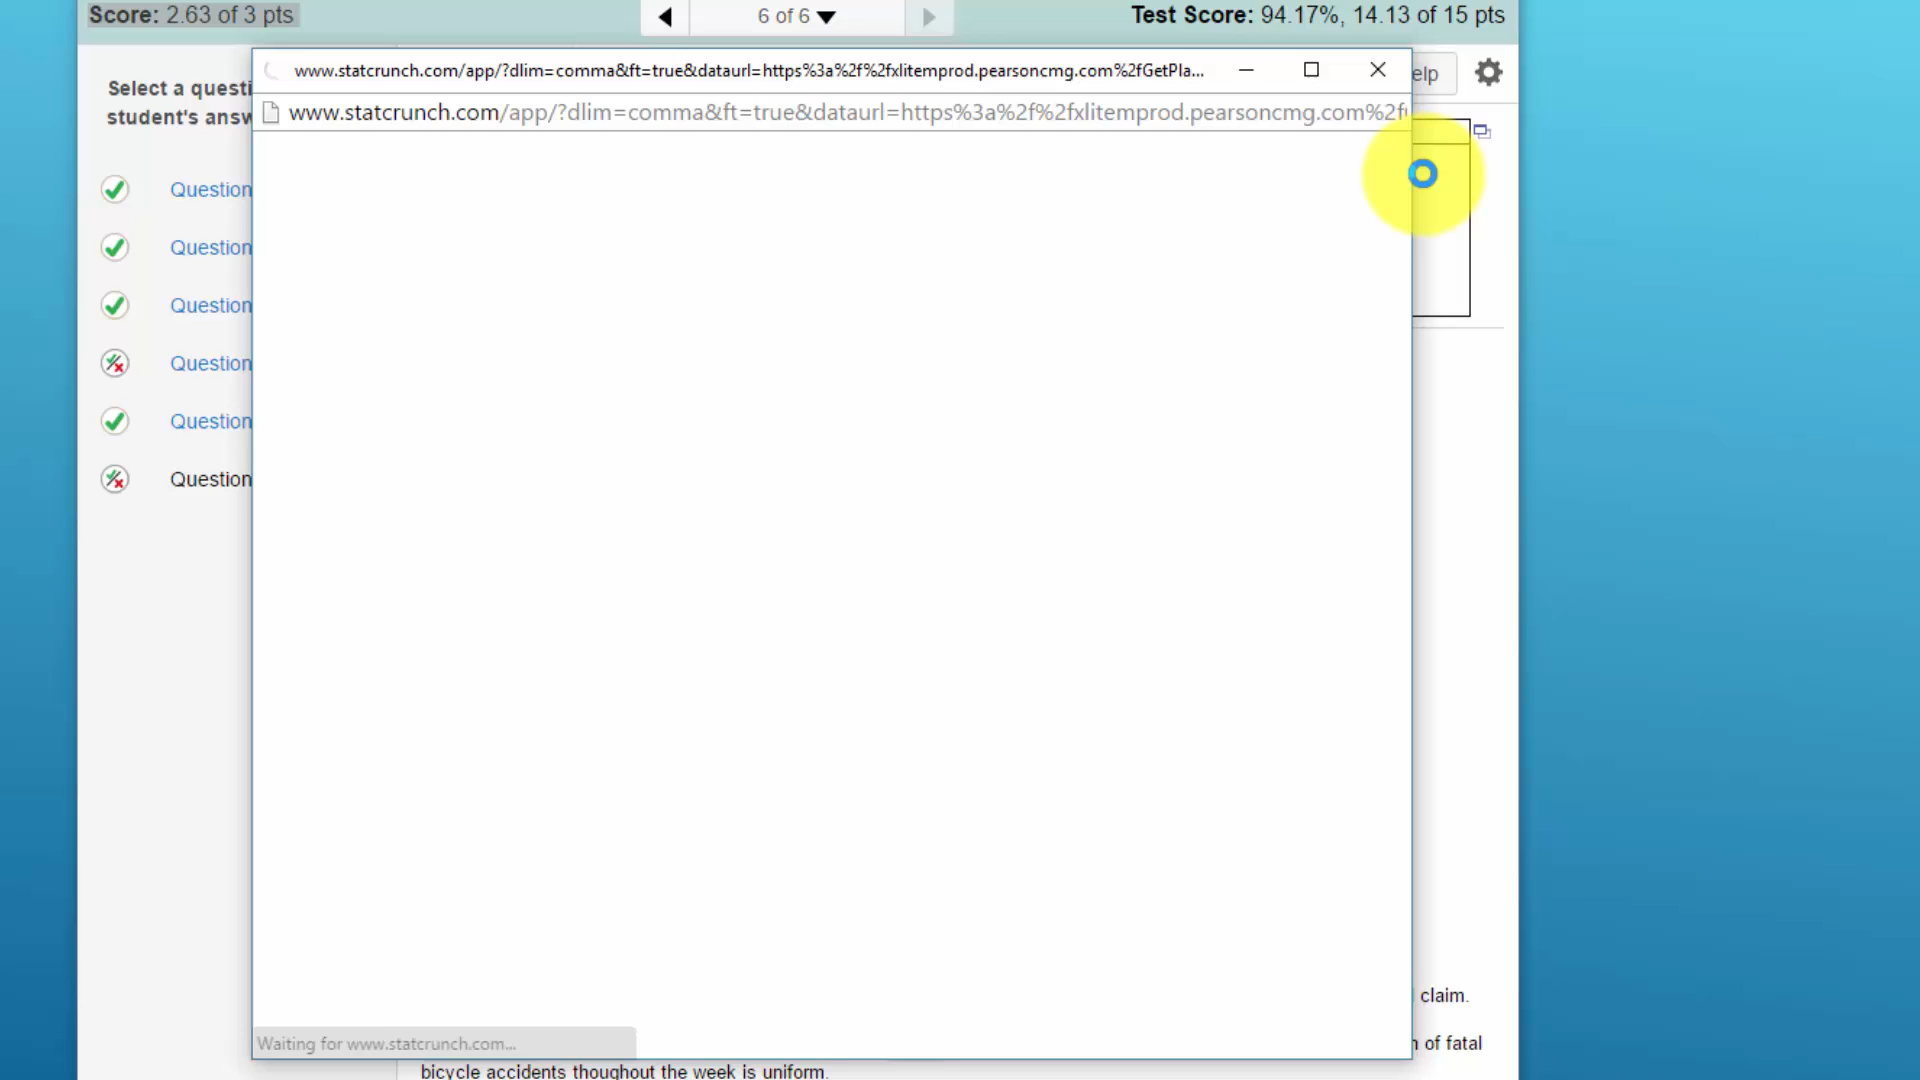 Score: 2.63 of 3 pts
6 of 6
Test Score: 94.17%, 14.13 of 15 pts
www.statcrunch.com/app/?dlim=comma&ft=true&dataurl=https%3a%2f%2fxlitemprod.pearsoncmg.com%2fGetPla...
elp
Select a questi
student's answ
www.statcrunch.com/app/?dlim=comma&ft=true&dataurl=https%3a%2f%2fxlitemprod.pearsoncmg.com%2f
Question
Question
Question
Question
Question
Question
claim.
Waiting for www.statcrunch.com...
of fatal
bicycle accidents thoughout the week is uniform.